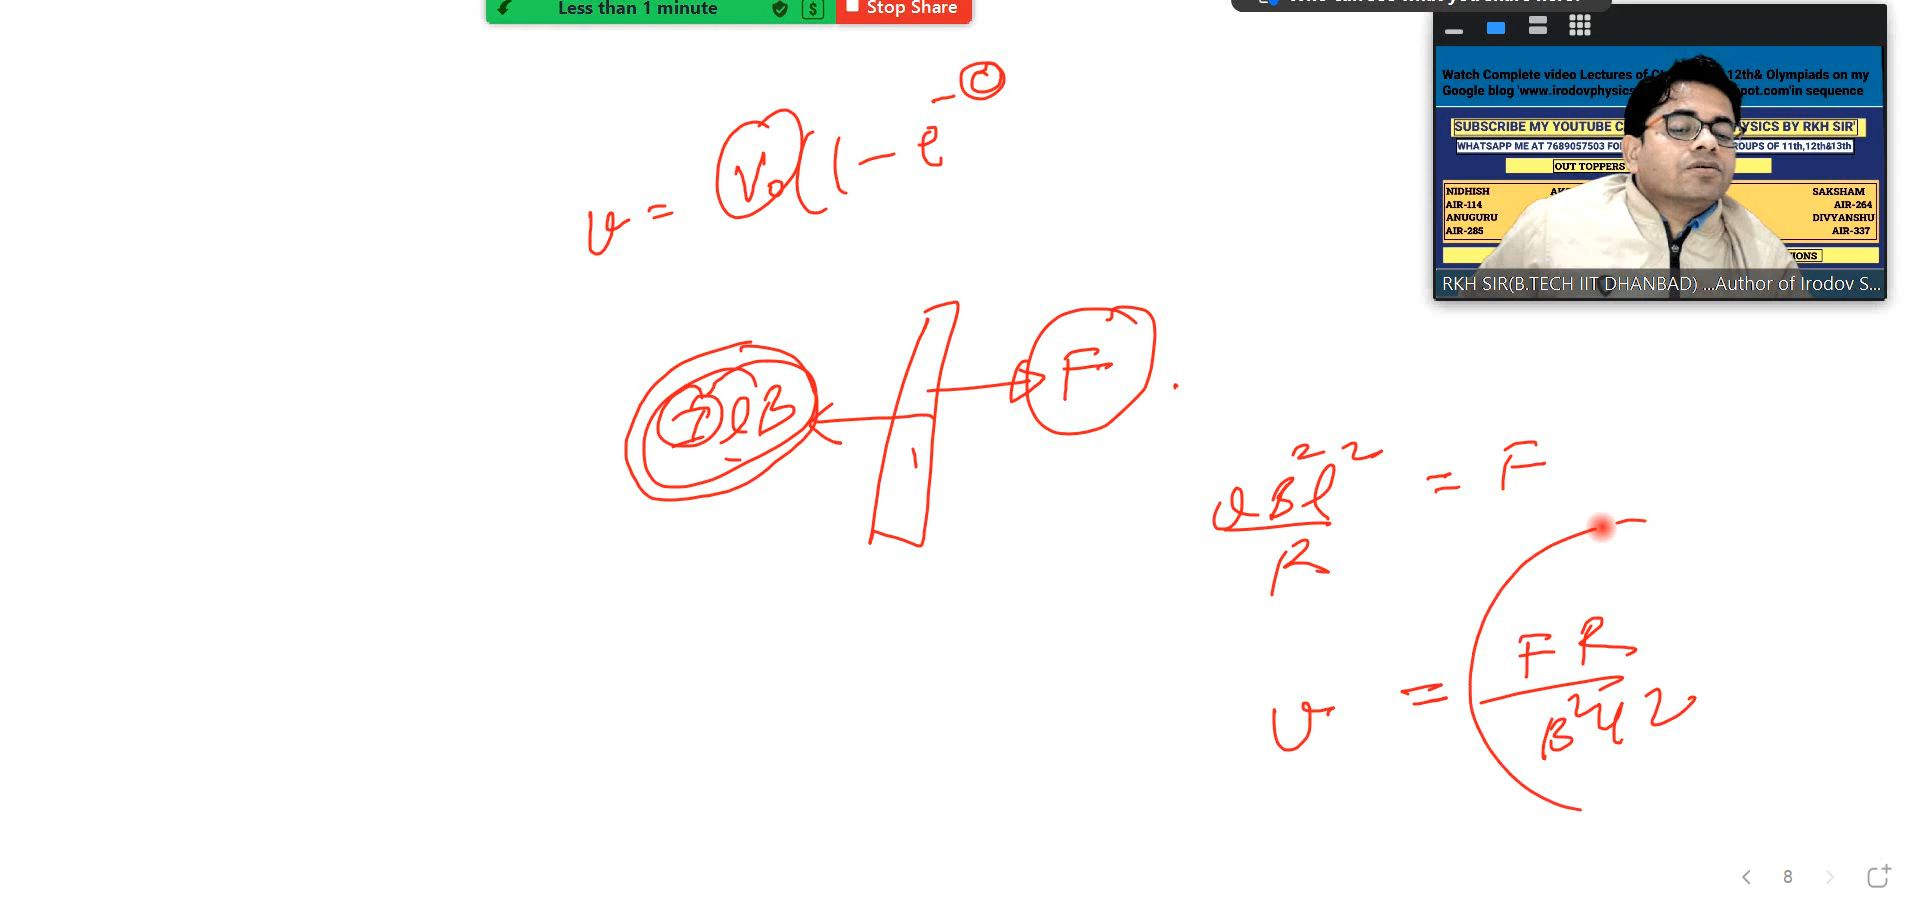 Less than 1 minute
$
Stop Share
Watch Complete video Lectures of 12th& Olympiads on my
Google blog 'www.irodovphysics pot.com'in sequence
SUBSCRIBE MY YOUTUBE YSICS BY RKH SIR'
WHATSAPP ME AT 7689057503 ROUPS OF 11th,12th&13th
OUT TOPPERS
NIDHISH SAKSHAM
AIR-114 AIR-264
ANUGURU DIVYANSHU
AIR-285 AIR-337
RKH SIR(B.TECH IIT DHANBAD) ...Author of Irodov S...
v = V₀(1 - e^-
IlB
F
vB²l²/R = F
v = FR/B²l²
8